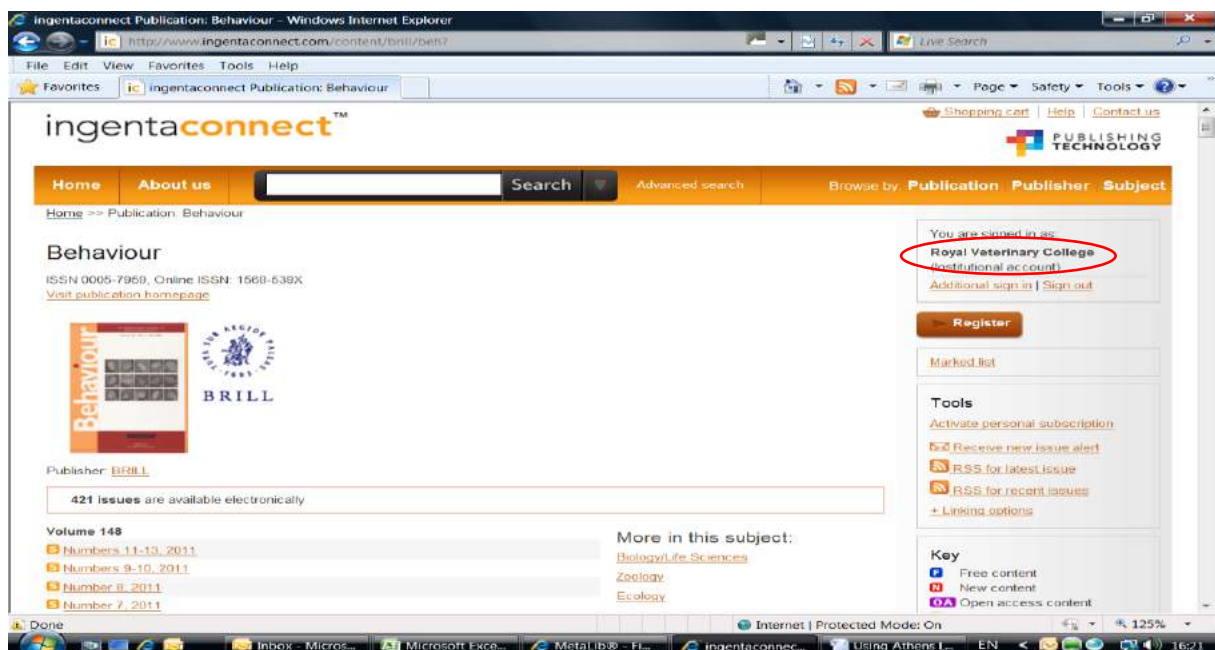 ingentaconnect Publication: Behaviour - Windows Internet Explorer
http://www.ingentaconnect.com/content/brill/beh?
Live Search
File Edit View Favorites Tools Help
Favorites
ingentaconnect Publication: Behaviour
Page Safety Tools
ingentaconnect™
Shopping cart | Help | Contact us
PUBLISHING
TECHNOLOGY
Home About us Search Advanced search Browse by: Publication Publisher Subject
Home >> Publication: Behaviour
Behaviour
ISSN 0005-7959, Online ISSN: 1568-539X
Visit publication homepage
Behaviour
BRILL
Publisher: BRILL
421 issues are available electronically
Volume 148
Numbers 11-13, 2011
Numbers 9-10, 2011
Number 8, 2011
Number 7, 2011
More in this subject:
Biology/Life Sciences
Zoology
Ecology
You are signed in as:
Royal Veterinary College
(Institutional account)
Additional sign in | Sign out
Register
Marked list
Tools
Activate personal subscription
Receive new issue alert
RSS for latest issue
RSS for recent issues
+ Linking options
Key
F Free content
N New content
OA Open access content
Done
Internet | Protected Mode: On
125%
Inbox - Micros... Microsoft Exce... MetaLib® - Fi... ingentaconnec... Using Athens L... EN 16:21